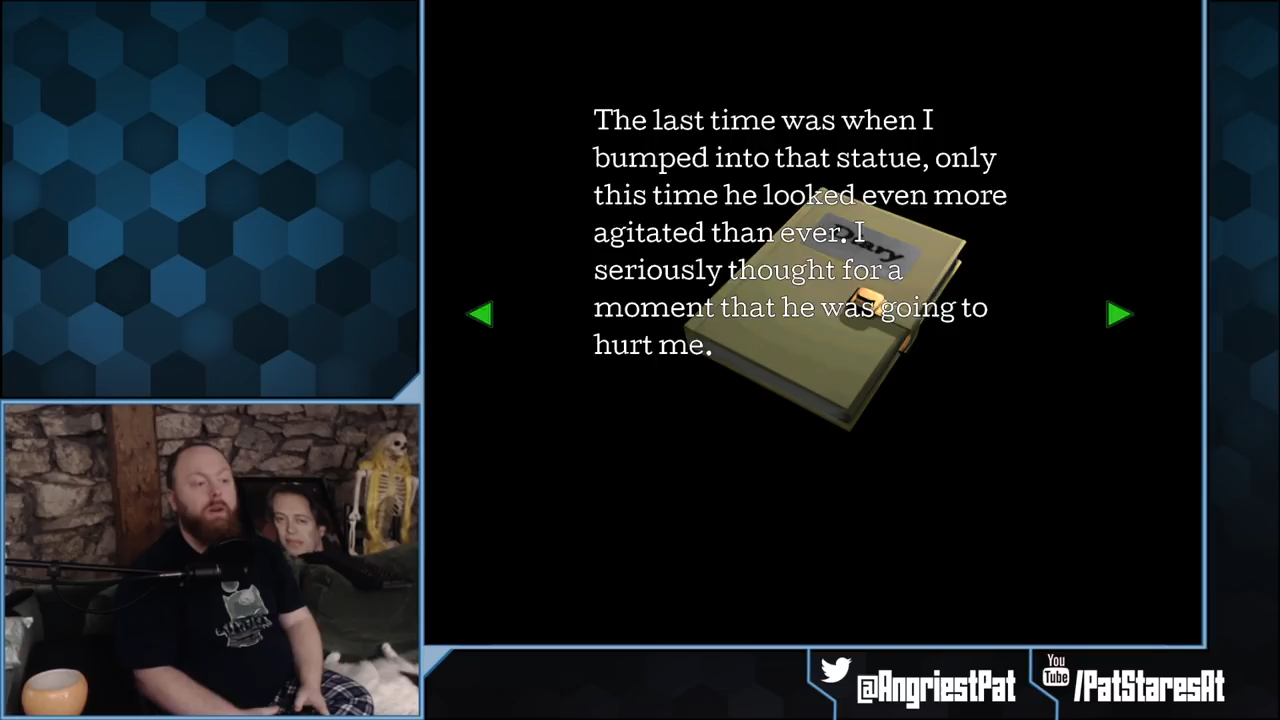 The last time was when I
bumped into that statue, only
this time he looked even more
agitated than ever. I
seriously thought for a
moment that he was going to
hurt me.
Diary
@AngriestPat
You
Tube
/PatStaresAt